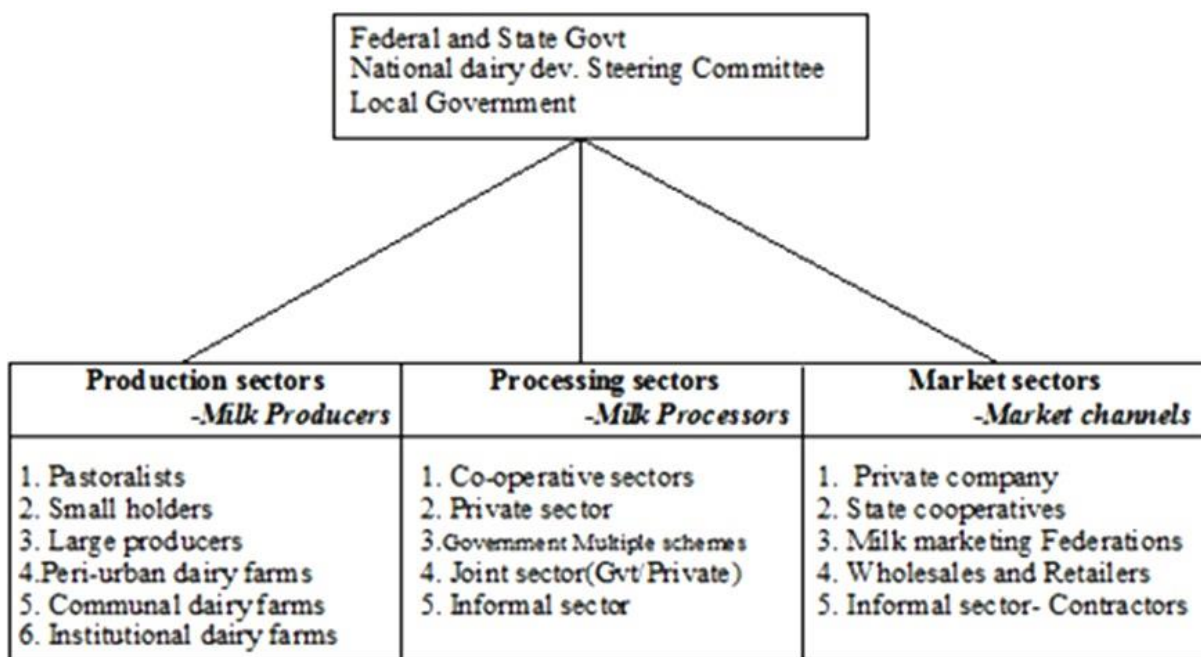 Federal and State Govt
National dairy dev. Steering Committee
Local Government
Production sectors
-Milk Producers
1. Pastoralists
2. Small holders
3. Large producers
4.Peri-urban dairy farms
5. Communal dairy farms
6. Institutional dairy farms
Processing sectors
-Milk Processors
1. Co-operative sectors
2. Private sector
3.Government Multiple schemes
4. Joint sector(Gvt/Private)
5. Informal sector
Market sectors
-Market channels
1. Private company
2. State cooperatives
3. Milk marketing Federations
4. Wholesales and Retailers
5. Informal sector- Contractors